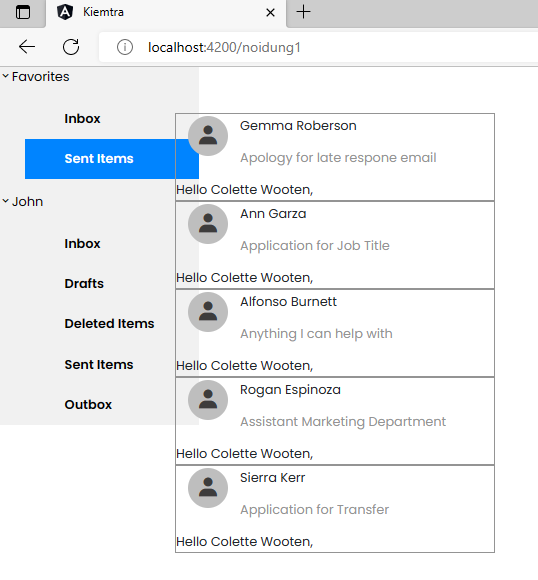 Kiemtra
localhost:4200/noidung1
Favorites
Inbox
Sent Items
John
Inbox
Drafts
Deleted Items
Sent Items
Outbox
Gemma Roberson
Apology for late respone email
Hello Colette Wooten,
Ann Garza
Application for Job Title
Hello Colette Wooten,
Alfonso Burnett
Anything I can help with
Hello Colette Wooten,
Rogan Espinoza
Assistant Marketing Department
Hello Colette Wooten,
Sierra Kerr
Application for Transfer
Hello Colette Wooten,